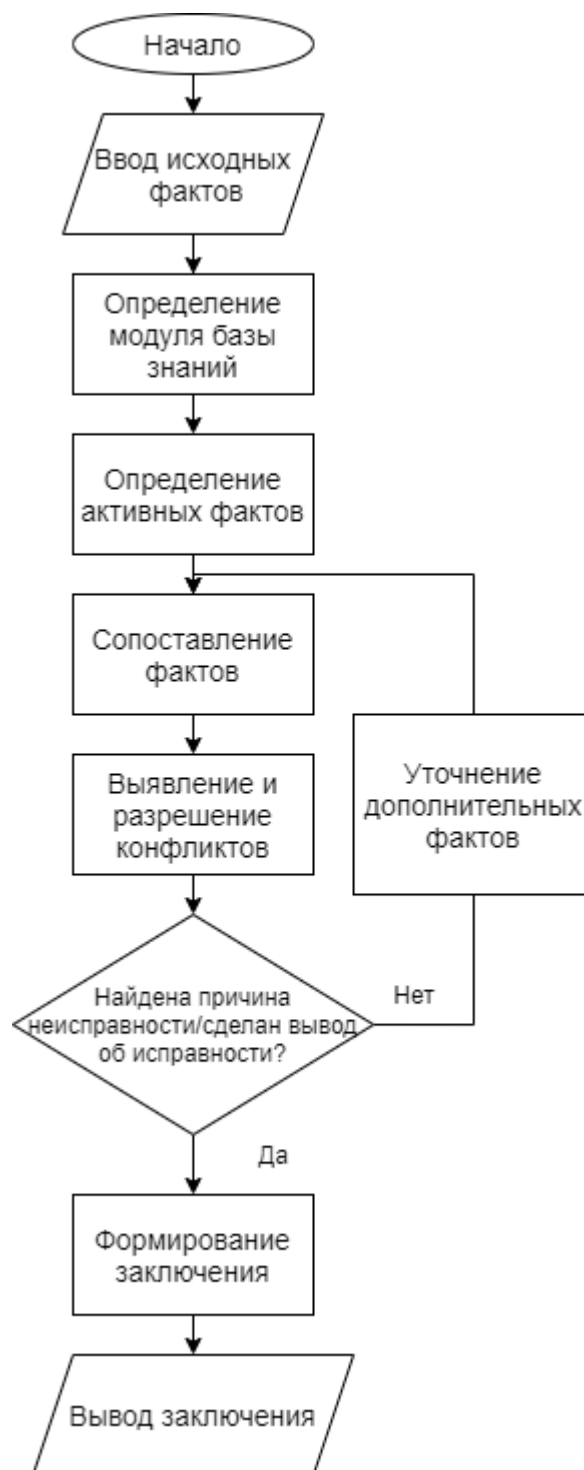 Начало
Ввод исходных
фактов
Определение
модуля базы
знаний
Определение
активных фактов
Сопоставление
фактов
Выявление и
разрешение
конфликтов
Уточнение
дополнительных
фактов
Найдена причина
неисправности/сделан вывод
об исправности?
Нет
Да
Формирование
заключения
Вывод заключения